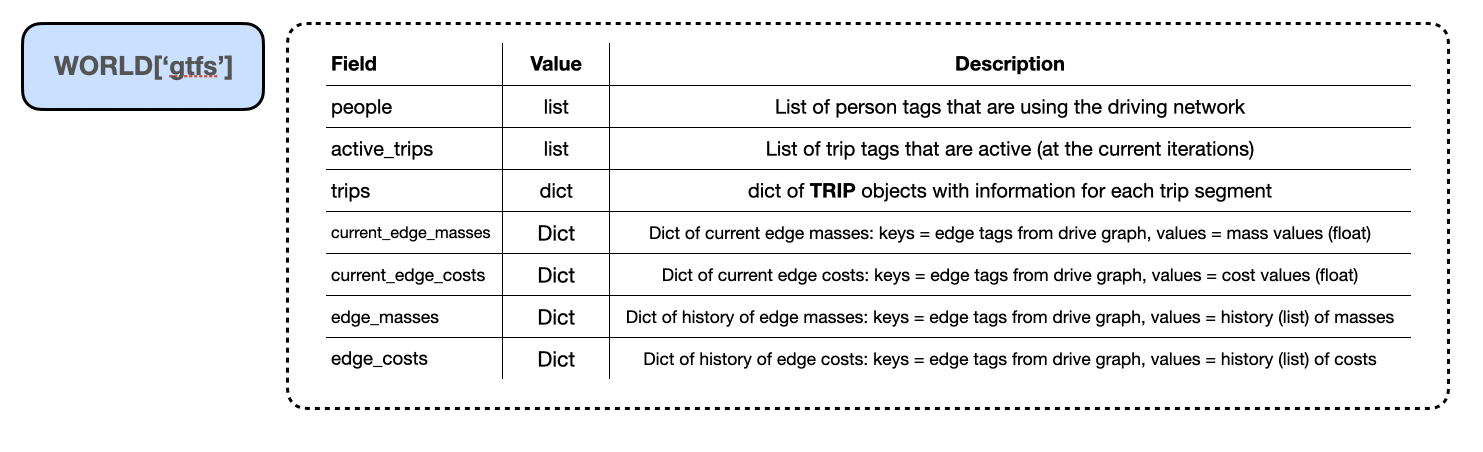 WORLD[‘gtfs’]
Field Value Description
people list List of person tags that are using the driving network
active_trips list List of trip tags that are active (at the current iterations)
trips dict dict of TRIP objects with information for each trip segment
current_edge_masses Dict Dict of current edge masses: keys = edge tags from drive graph, values = mass values (float)
current_edge_costs Dict Dict of current edge costs: keys = edge tags from drive graph, values = cost values (float)
edge_masses Dict Dict of history of edge masses: keys = edge tags from drive graph, values = history (list) of masses
edge_costs Dict Dict of history of edge costs: keys = edge tags from drive graph, values = history (list) of costs